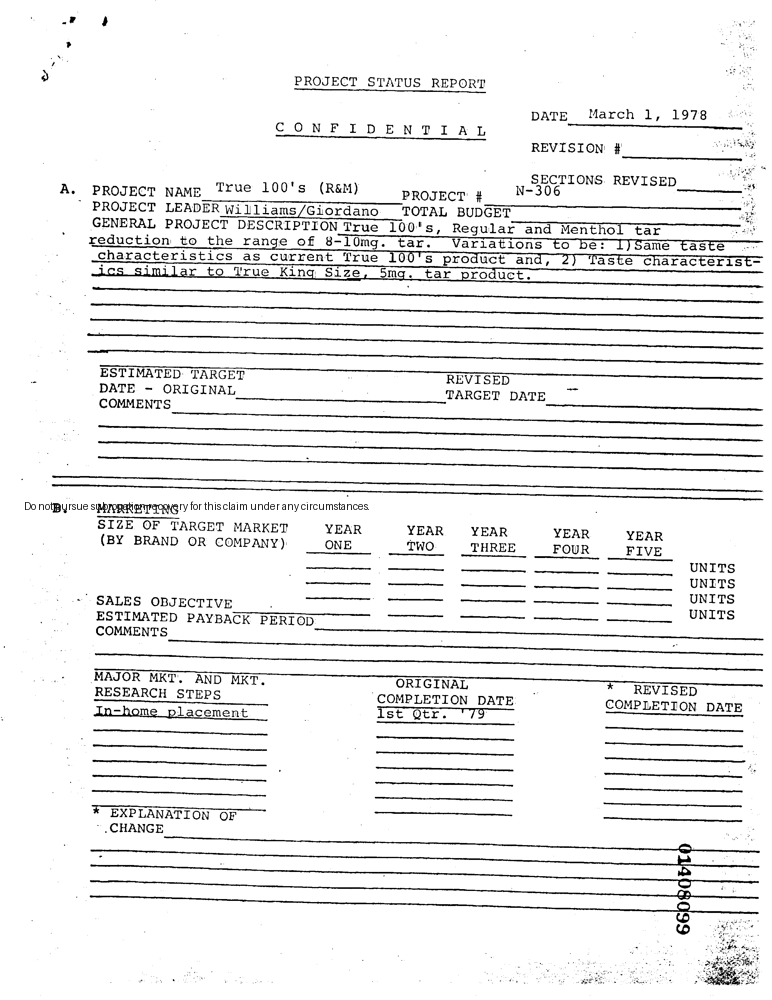 PROJECT STATUS REPORT
CONFIDENTIAL
DATE March 1, 1978
REVISION #
SECTIONS REVISED
A. PROJECT NAME True 100's (R&M) PROJECT # N-306
PROJECT LEADER Williams/Giordano TOTAL BUDGET
GENERAL PROJECT DESCRIPTION True 100's, Regular and Menthol tar
reduction to the range of 8-10mg. tar. Variations to be: 1)Same taste
characteristics as current True 100's product and, 2) Taste characterist-
ics similar to True King Size, 5mg. tar product.
ESTIMATED TARGET
DATE - ORIGINAL
REVISED
TARGET DATE
COMMENTS
Do not pursue subrogation recovery for this claim under any circumstances.
B. MARKETING
SIZE OF TARGET MARKET
(BY BRAND OR COMPANY)
YEAR ONE YEAR TWO YEAR THREE YEAR FOUR YEAR FIVE
UNITS
UNITS
UNITS
UNITS
SALES OBJECTIVE
ESTIMATED PAYBACK PERIOD
COMMENTS
MAJOR MKT. AND MKT.
RESEARCH STEPS
ORIGINAL
COMPLETION DATE
* REVISED
COMPLETION DATE
In-home placement 1st Qtr. '79
* EXPLANATION OF
CHANGE
01408099